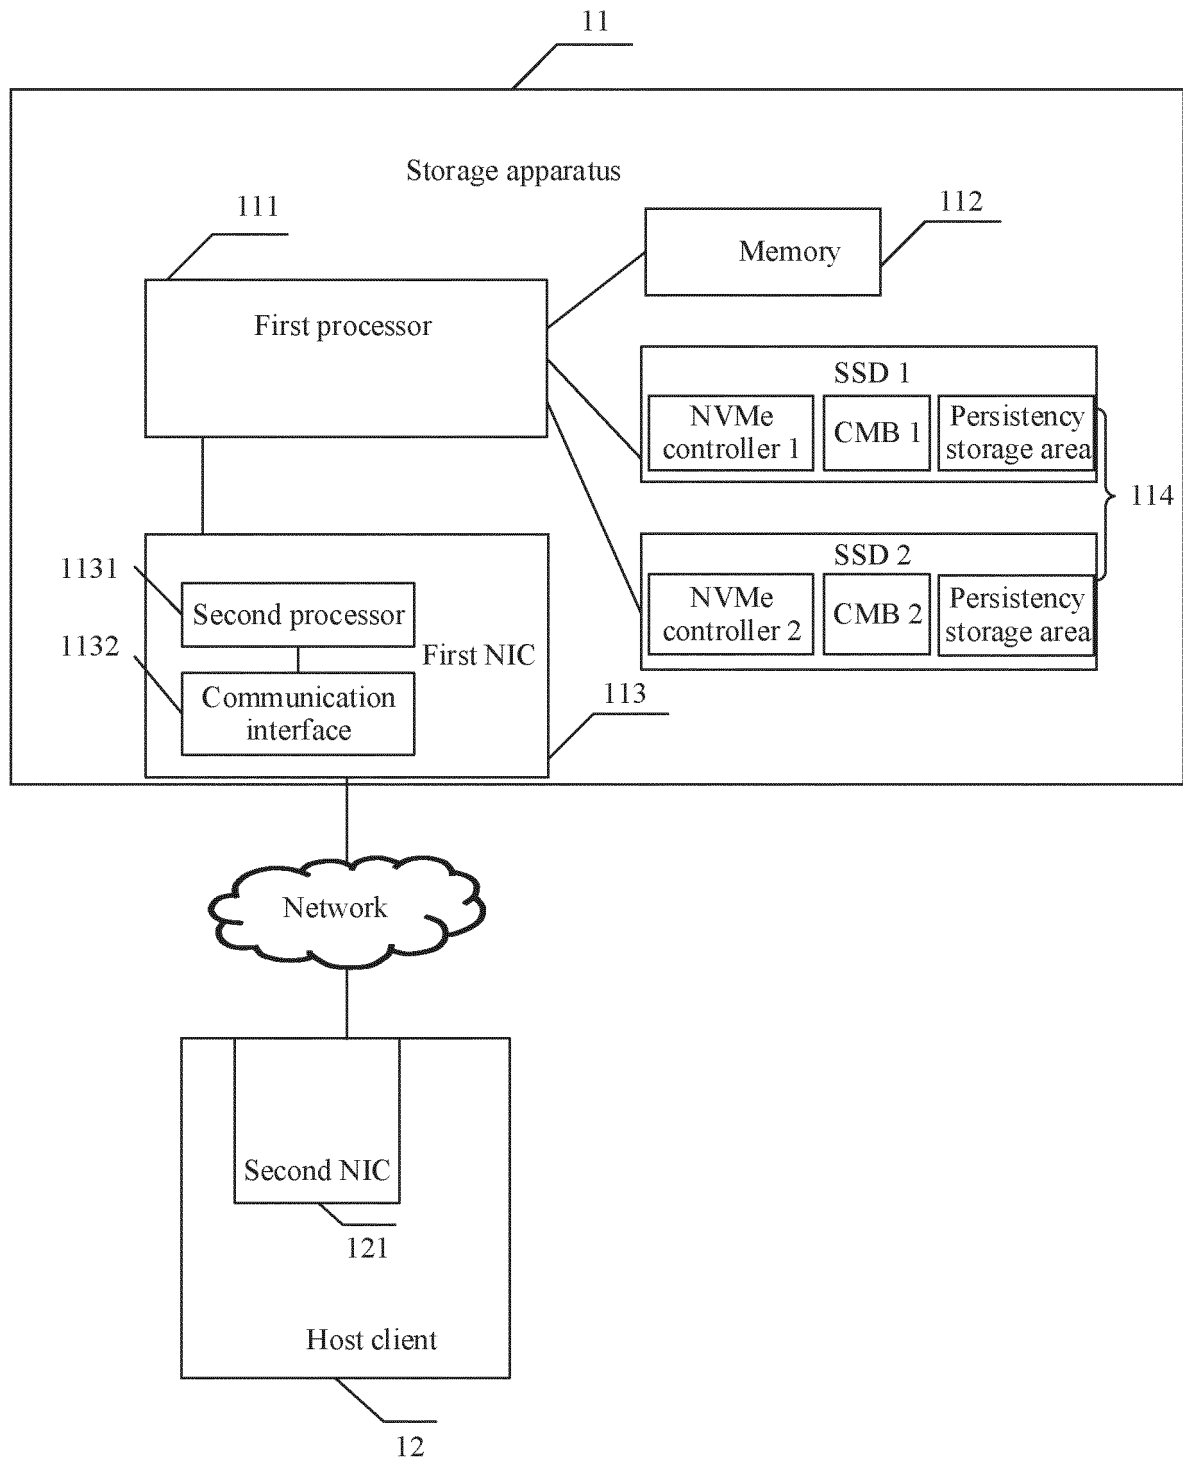 11
Storage apparatus
111
112
Memory
First processor
SSD 1
NVMe
controller 1
CMB 1
Persistency
storage area
114
SSD 2
NVMe
controller 2
CMB 2
Persistency
storage area
1131
Second processor
1132
First NIC
Communication
interface
113
Network
Second NIC
121
Host client
12